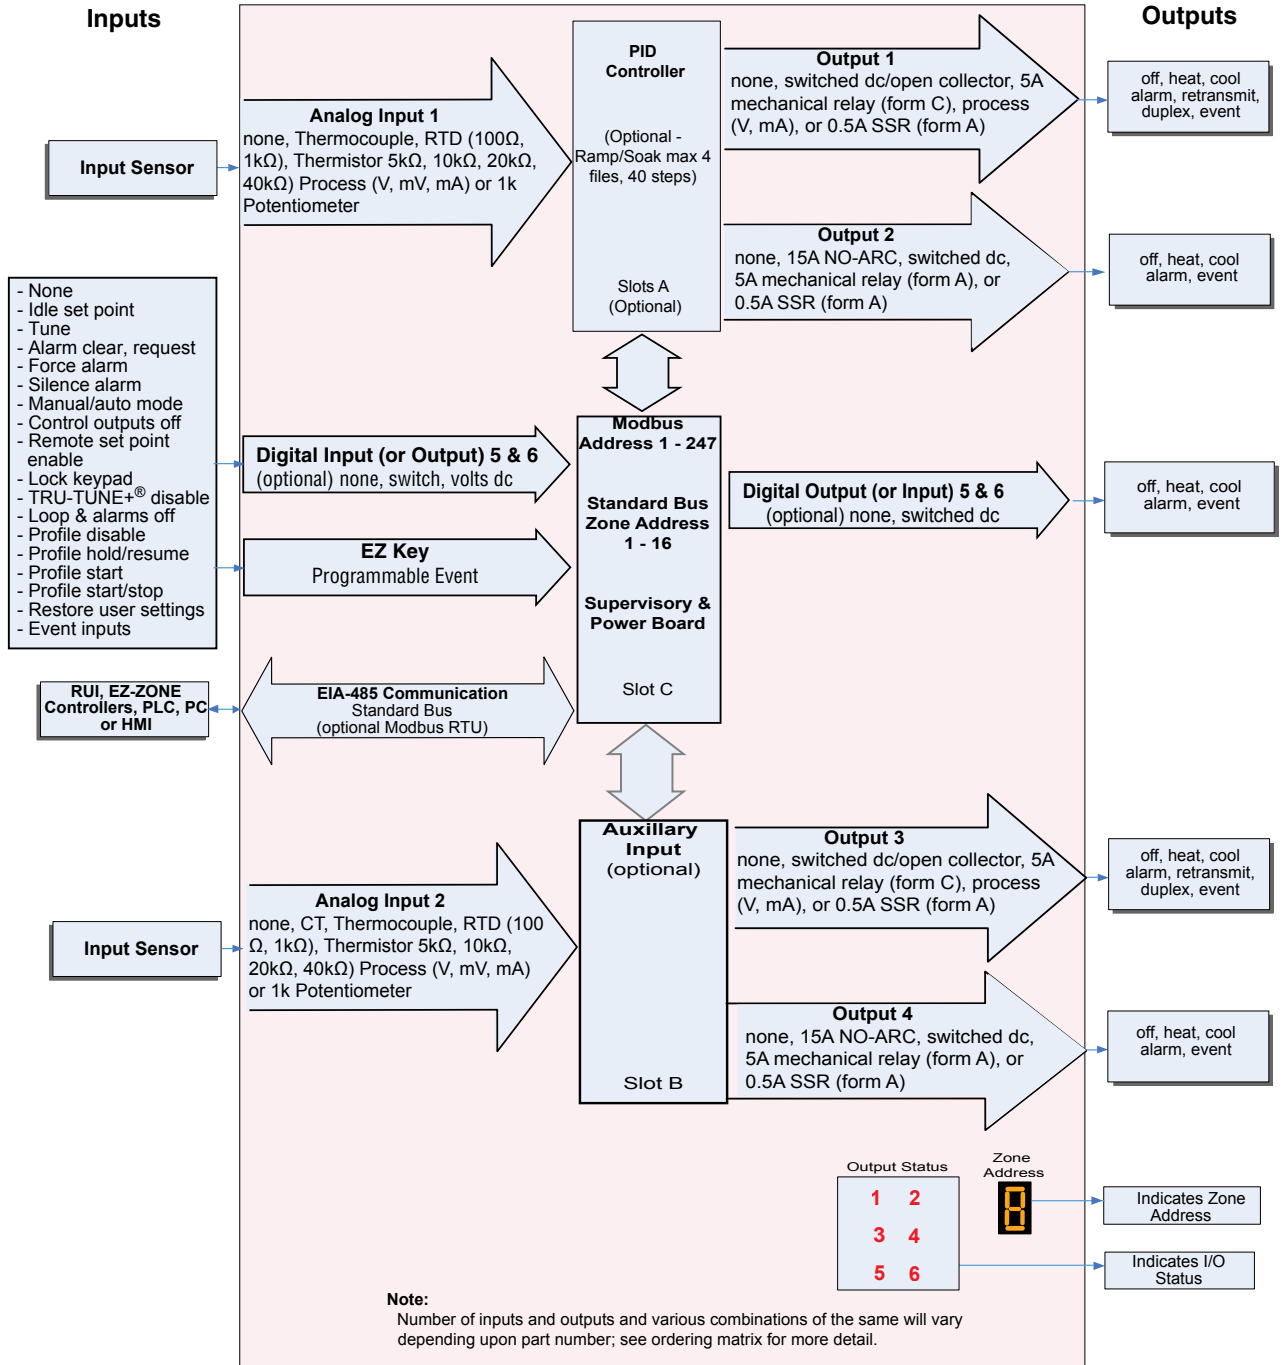 Inputs
Outputs
PID
Controller
(Optional -
Ramp/Soak max 4
files, 40 steps)
Slots A
(Optional)
Output 1
none, switched dc/open collector, 5A
mechanical relay (form C), process
(V, mA), or 0.5A SSR (form A)
off, heat, cool
alarm, retransmit,
duplex, event
Analog Input 1
none, Thermocouple, RTD (100Ω,
1kΩ), Thermistor 5kΩ, 10kΩ, 20kΩ,
40kΩ) Process (V, mV, mA) or 1k
Potentiometer
Input Sensor
Output 2
none, 15A NO-ARC, switched dc,
5A mechanical relay (form A), or
0.5A SSR (form A)
off, heat, cool
alarm, event
- None
- Idle set point
- Tune
- Alarm clear, request
- Force alarm
- Silence alarm
- Manual/auto mode
- Control outputs off
- Remote set point
enable
- Lock keypad
- TRU-TUNE+® disable
- Loop & alarms off
- Profile disable
- Profile hold/resume
- Profile start
- Profile start/stop
- Restore user settings
- Event inputs
Digital Input (or Output) 5 & 6
(optional) none, switch, volts dc
EZ Key
Programmable Event
Modbus
Address 1 - 247
Standard Bus
Zone Address
1 - 16
Supervisory &
Power Board
Slot C
Digital Output (or Input) 5 & 6
(optional) none, switched dc
off, heat, cool
alarm, event
RUI, EZ-ZONE
Controllers, PLC, PC
or HMI
EIA-485 Communication
Standard Bus
(optional Modbus RTU)
Auxillary
Input
(optional)
Slot B
Output 3
none, switched dc/open collector, 5A
mechanical relay (form C), process
(V, mA), or 0.5A SSR (form A)
off, heat, cool
alarm, retransmit,
duplex, event
Analog Input 2
none, CT, Thermocouple, RTD (100
Ω, 1kΩ), Thermistor 5kΩ, 10kΩ,
20kΩ, 40kΩ) Process (V, mV, mA)
or 1k Potentiometer
Input Sensor
Output 4
none, 15A NO-ARC, switched dc,
5A mechanical relay (form A), or
0.5A SSR (form A)
off, heat, cool
alarm, event
Output Status
1 2
3 4
5 6
Zone
Address
8
Indicates Zone
Address
Indicates I/O
Status
Note:
Number of inputs and outputs and various combinations of the same will vary
depending upon part number; see ordering matrix for more detail.